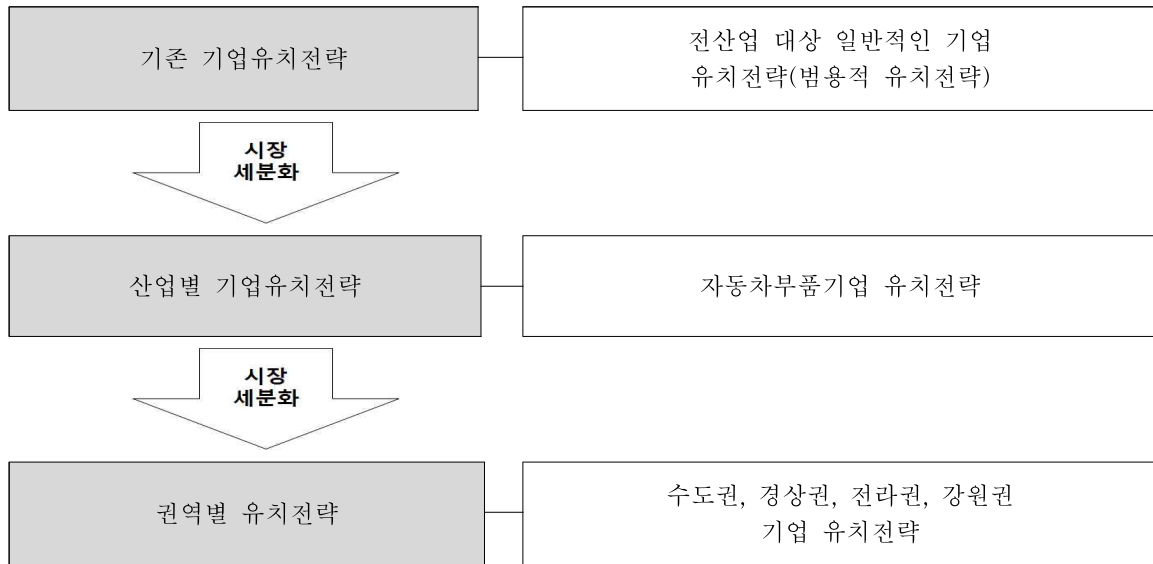 기존 기업유치전략
전산업 대상 일반적인 기업
유치전략(범용적 유치전략)
시장
세분화
산업별 기업유치전략
자동차부품기업 유치전략
시장
세분화
권역별 유치전략
수도권, 경상권, 전라권, 강원권
기업 유치전략